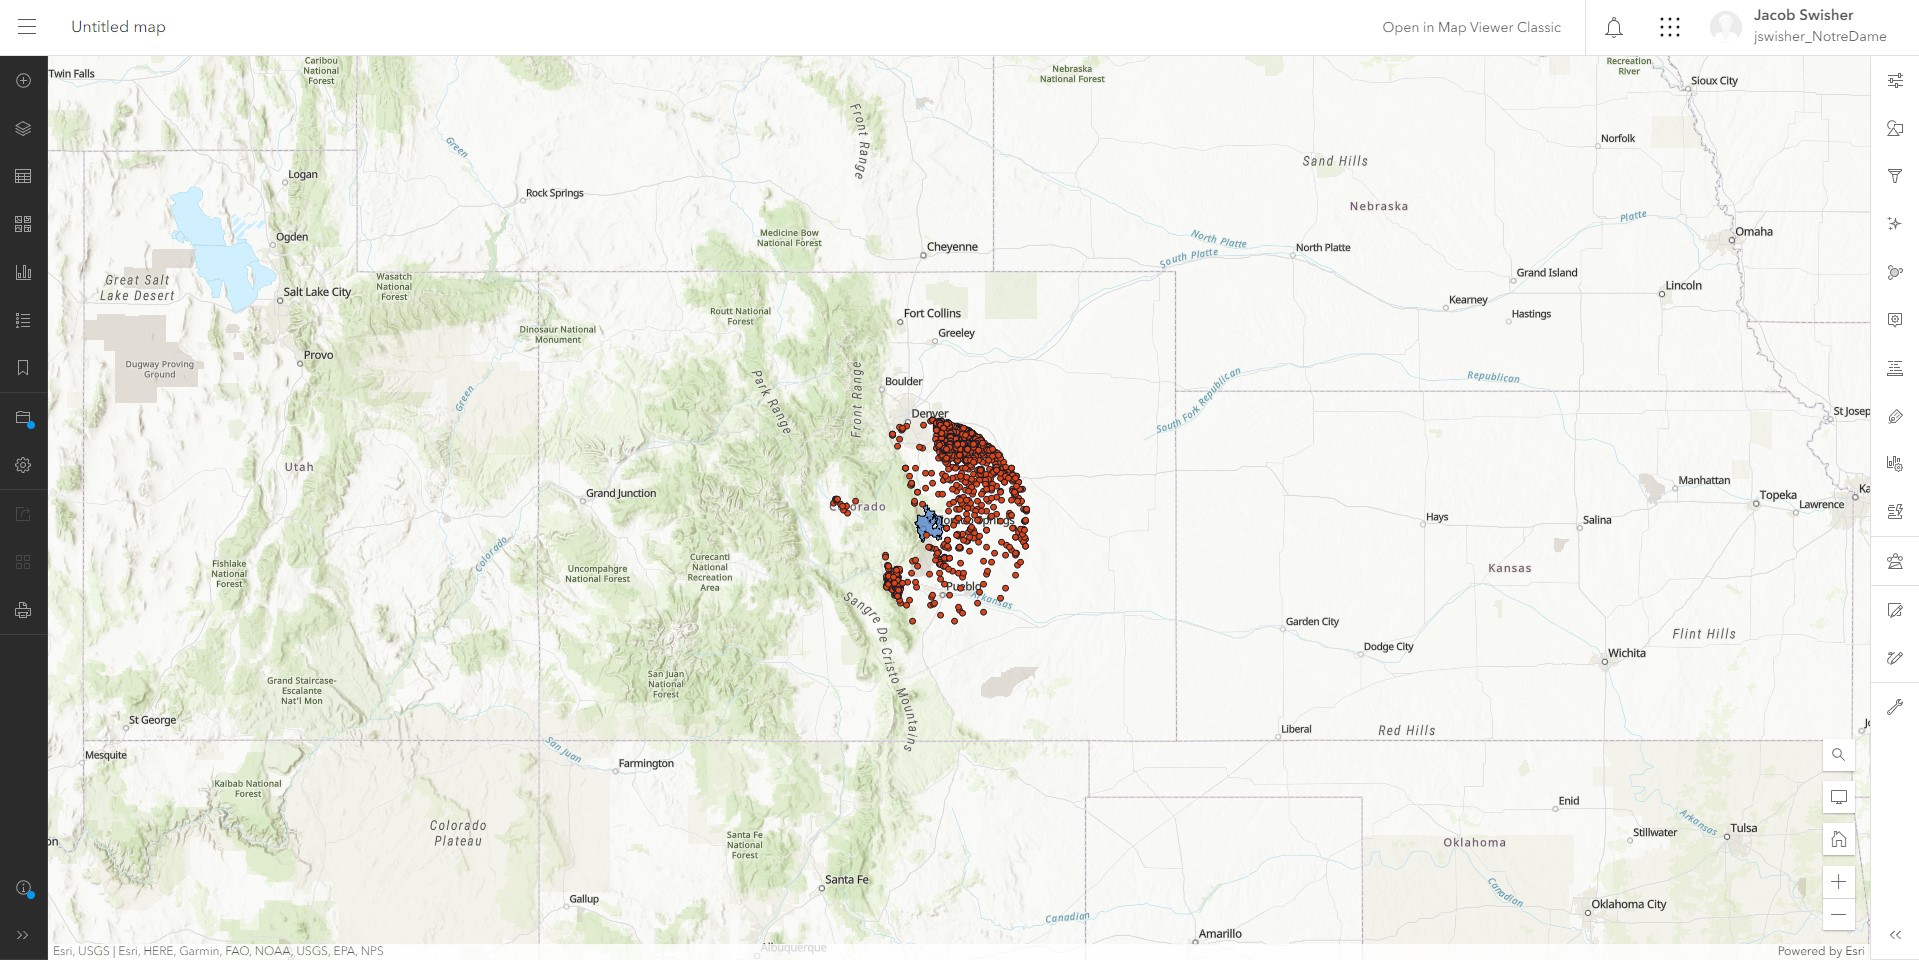 Untitled map
Open in Map Viewer Classic
Jacob Swisher
jswisher_NotreDame
Twin Falls
Caribou
National
Forest
Nebraska
National Forest
Recreation
River
Sioux City
Front Range
Norfolk
Green
Logan
Sand Hills
Rock Springs
Nebraska
Platte
Ogden
Medicine Bow
National Forest
Cheyenne
North Platte
North Platte
South Platte
Omaha
Great Salt
Lake Desert
Wasatch
National
Forest
Salt Lake City
Grand Island
Lincoln
Kearney
Hastings
Routt National
Forest
Fort Collins
Greeley
Dinosaur National
Monument
Provo
Dugway Proving
Ground
Boulder
Park Range
Front Range
Green
South Fork Republican
Republican
Denver
St Josep
Utah
Grand Junction
Manhattan
Topeka
Ka
Lawrence
Hays
Salina
Colorado
Curecanti
National
Recreation
Area
Uncompahgre
National Forest
Fishlake
National
Forest
Kansas
Pueblo
Arkansas
Sangre De Cristo Mountains
Garden City
Dodge City
Flint Hills
Wichita
San Juan
National
Forest
Grand Staircase-
Escalante
Nat'l Mon
St George
Liberal
Red Hills
Mesquite
San Juan
Farmington
Kaibab National
Forest
Enid
Colorado
Plateau
Santa Fe
National
Forest
Stillwater
Arkansas
Tulsa
Oklahoma
on
Santa Fe
Gallup
Canadian
Oklahoma City
Canadian
Amarillo
Albuquerque
Esri, USGS | Esri, HERE, Garmin, FAO, NOAA, USGS, EPA, NPS
Powered by Esri